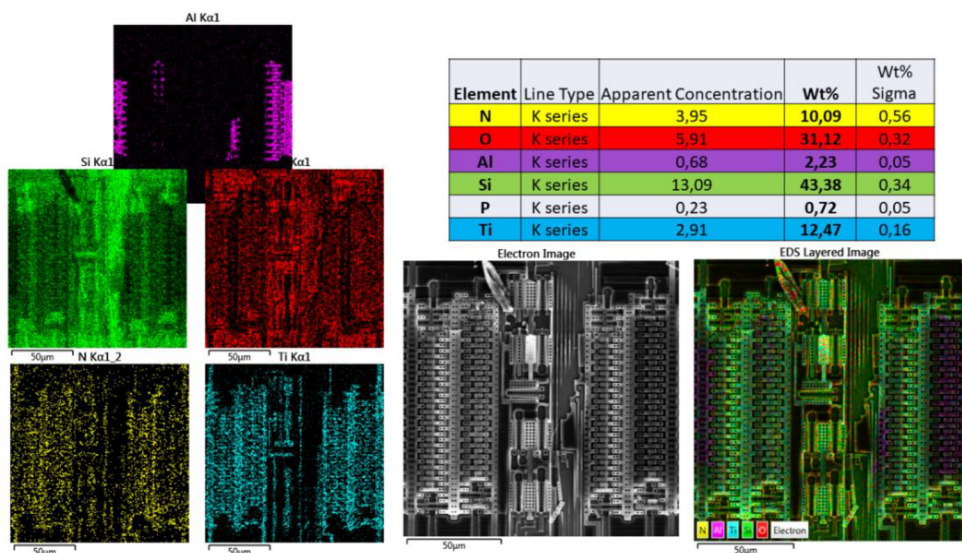 Al Kα1
Si Kα1
Kα1
50µm
50µm
N Kα1_2
Ti Kα1
50µm
50µm
Element Line Type Apparent Concentration Wt% Wt% Sigma
N K series 3,95 10,09 0,56
O K series 5,91 31,12 0,32
Al K series 0,68 2,23 0,05
Si K series 13,09 43,38 0,34
P K series 0,23 0,72 0,05
Ti K series 2,91 12,47 0,16
Electron Image
EDS Layered Image
50µm
N Al Ti Si O Electron
50µm